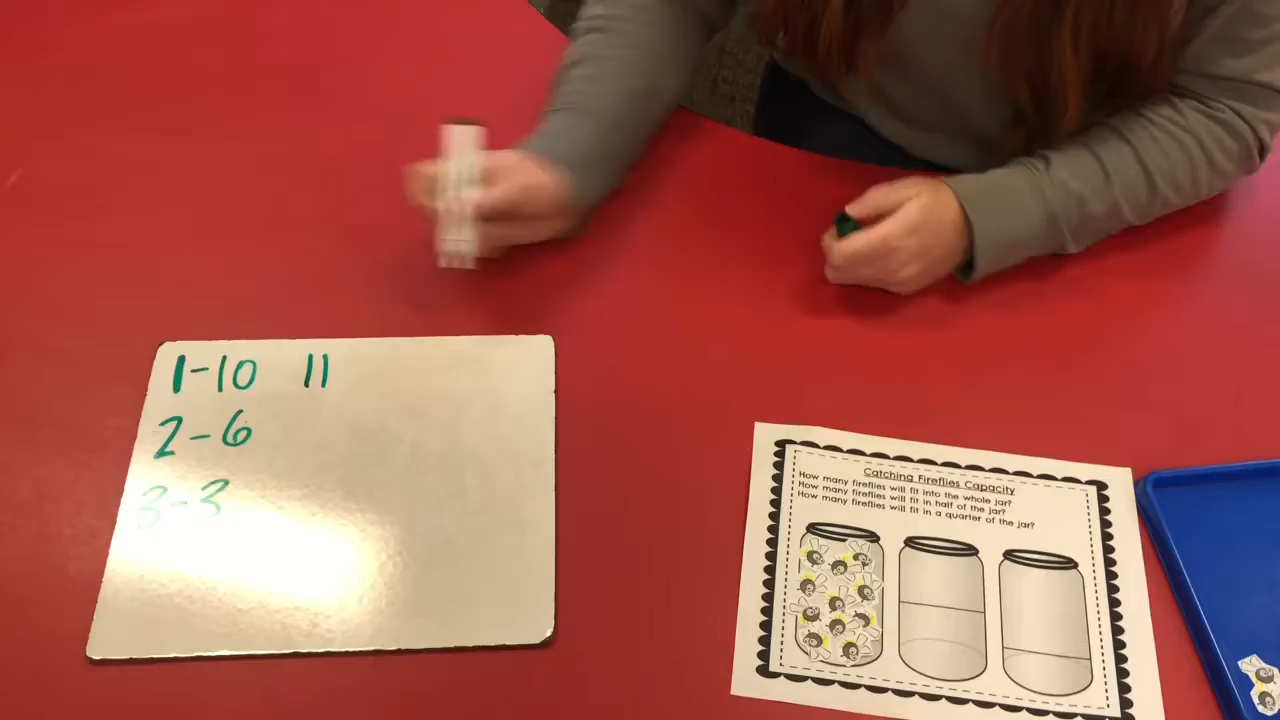 1-10 11
2-6
3-3
Catching Fireflies Capacity
How many fireflies will fit into the whole jar?
How many fireflies will fit in half of the jar?
How many fireflies will fit in a quarter of the jar?